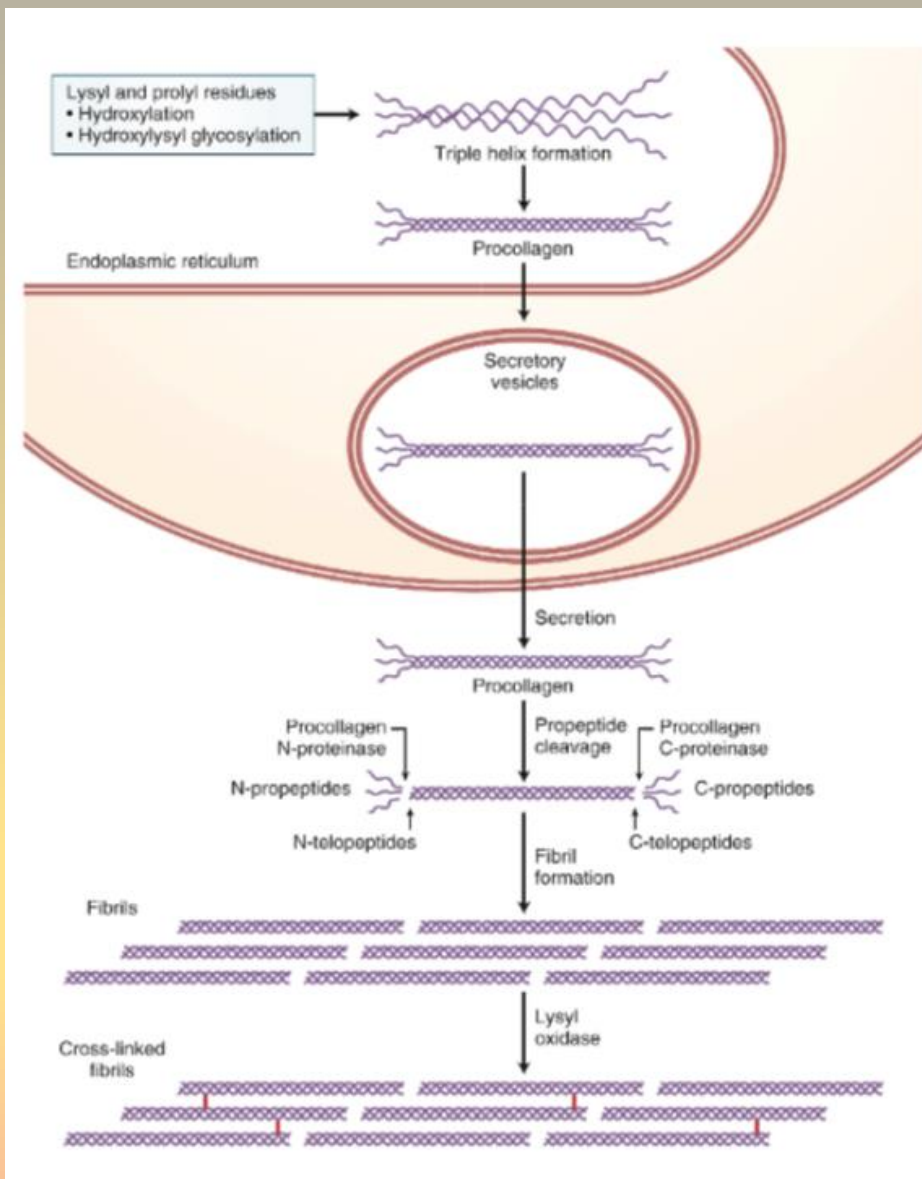 Lysyl and prolyl residues
• Hydroxylation
• Hydroxylysyl glycosylation
Triple helix formation
Procollagen
Endoplasmic reticulum
Secretory
vesicles
Secretion
Procollagen
Procollagen
N-proteinase
Propeptide
cleavage
Procollagen
C-proteinase
N-propeptides
C-propeptides
N-telopeptides
C-telopeptides
Fibril
formation
Fibrils
Lysyl
oxidase
Cross-linked
fibrils